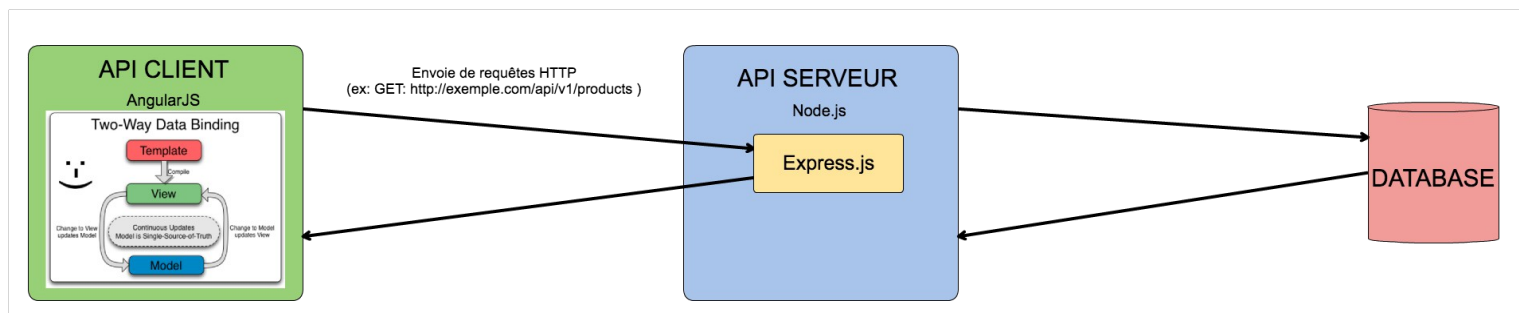 API CLIENT
AngularJS
Two-Way Data Binding
Template
Compile
View
Change to View
updates Model
Continuous Updates
Model is Single-Source-of-Truth
Change to Model
updates View
Model
Envoie de requêtes HTTP
(ex: GET: http://exemple.com/api/v1/products )
API SERVEUR
Node.js
Express.js
DATABASE